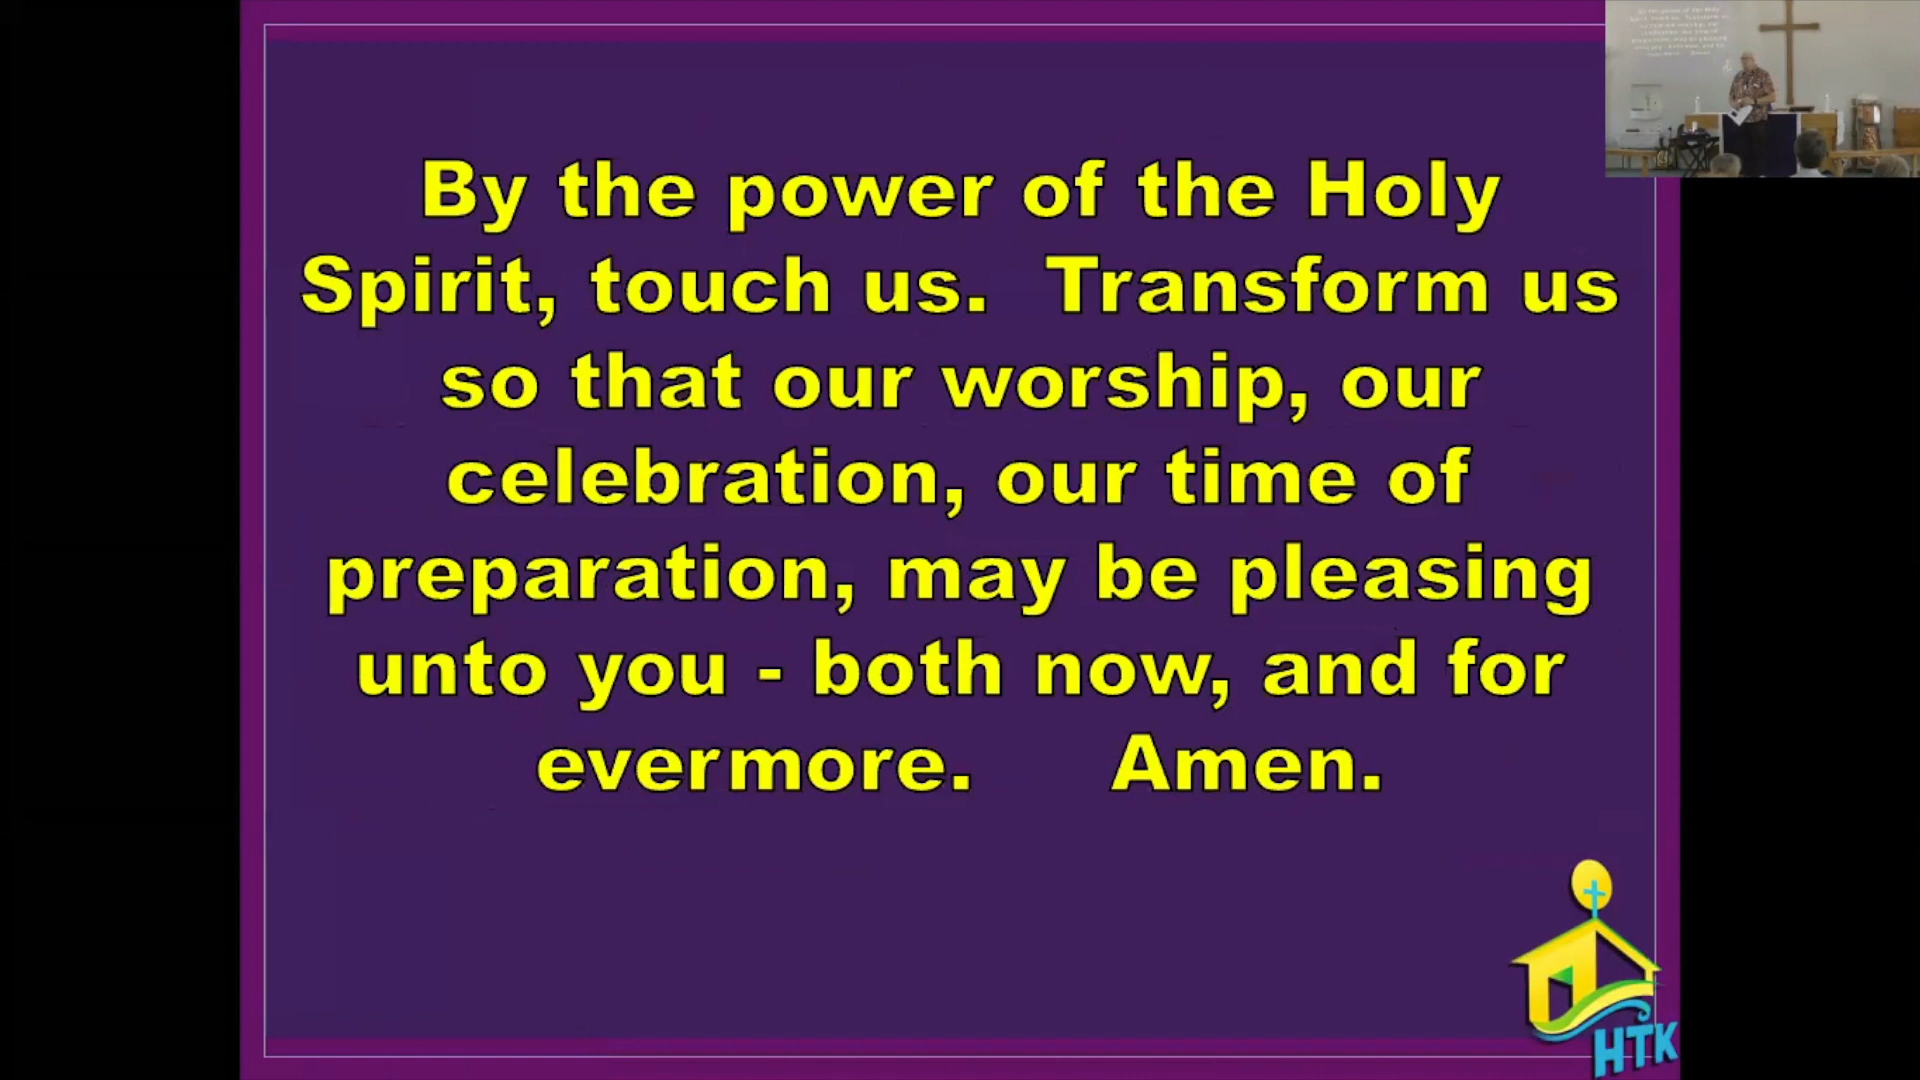 By the power of the Holy
Spirit, touch us.  Transform us
so that our worship, our
celebration, our time of
preparation, may be pleasing
unto you - both now, and for
evermore.     Amen.
HTK